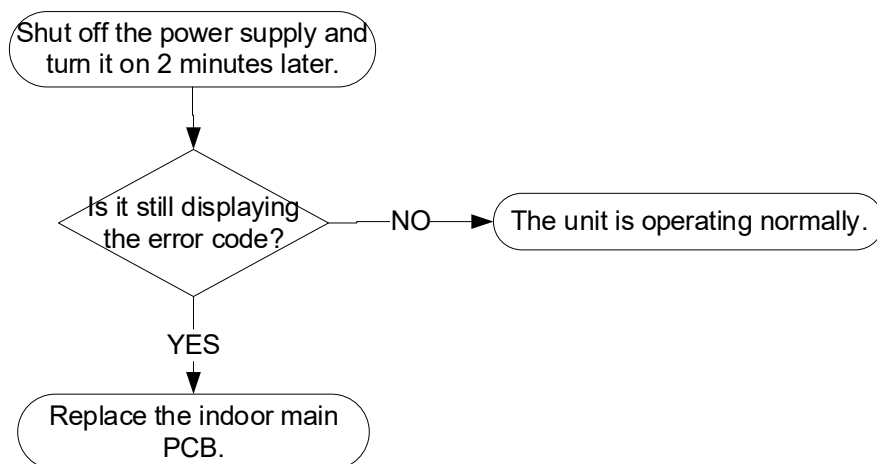 Shut off the power supply and
turn it on 2 minutes later.
Is it still displaying
the error code?
NO
The unit is operating normally.
YES
Replace the indoor main
PCB.